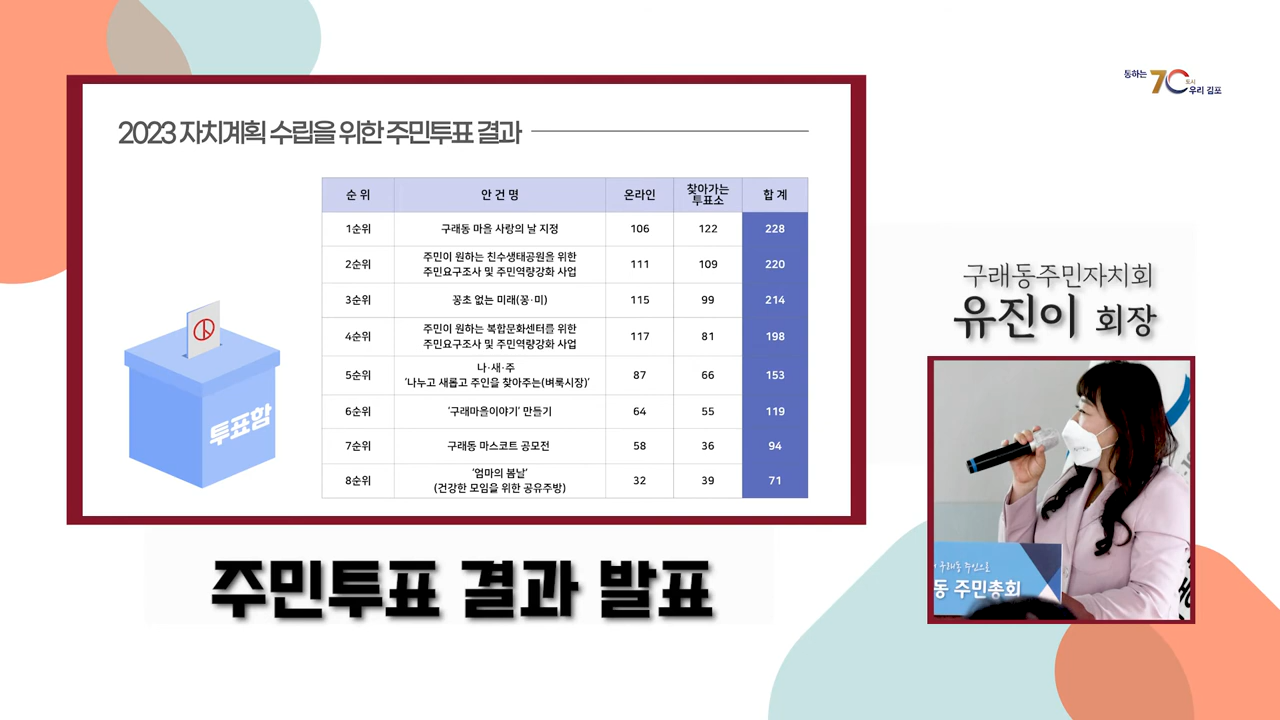 통하는 70도시 우리 김포
2023 자치계획 수립을 위한 주민투표 결과
순 위 안 건 명 온라인 찾아가는 투표소 합 계
1순위 구래동 마을 사랑의 날 지정 106 122 228
2순위 주민이 원하는 친수생태공원을 위한 주민요구조사 및 주민역량강화 사업 111 109 220
3순위 꽁초 없는 미래(꽁·미) 115 99 214
4순위 주민이 원하는 복합문화센터를 위한 주민요구조사 및 주민역량강화 사업 117 81 198
5순위 나·새·주 '나누고 새롭고 주인을 찾아주는(벼룩시장)' 87 66 153
6순위 '구래마을이야기' 만들기 64 55 119
7순위 구래동 마스코트 공모전 58 36 94
8순위 '엄마의 봄날' (건강한 모임을 위한 공유주방) 32 39 71
투표함
구래동주민자치회
유진이 회장
구래동 주민으로
동 주민총회
주민투표 결과 발표